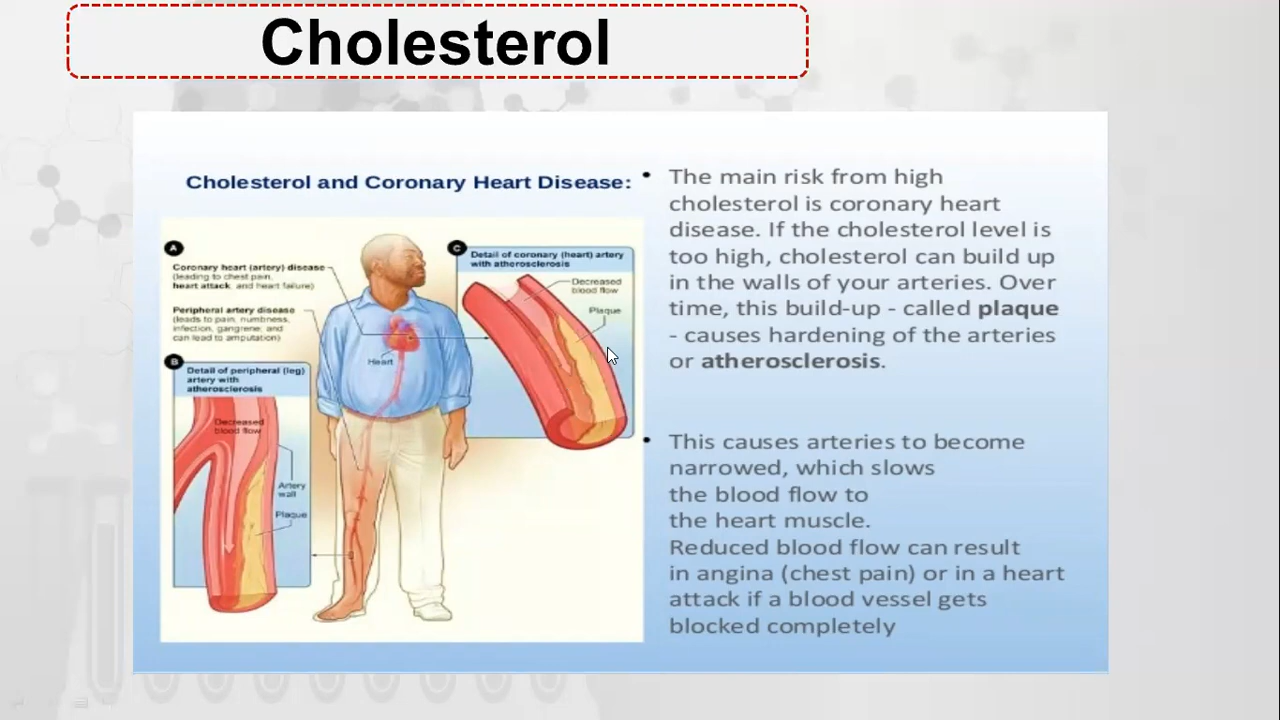 Cholesterol
Cholesterol and Coronary Heart Disease:
A
Coronary heart (artery) disease
(leading to chest pain,
heart attack, and heart failure)
Peripheral artery disease
(leads to pain, numbness,
infection, gangrene, and
can lead to amputation)
B
Detail of peripheral (leg)
artery with
atherosclerosis
Decreased
blood flow
Artery
wall
Plaque
Heart
C
Detail of coronary (heart) artery
with atherosclerosis
Decreased
blood flow
Plaque
• The main risk from high
cholesterol is coronary heart
disease. If the cholesterol level is
too high, cholesterol can build up
in the walls of your arteries. Over
time, this build-up - called plaque
- causes hardening of the arteries
or atherosclerosis.
• This causes arteries to become
narrowed, which slows
the blood flow to
the heart muscle.
Reduced blood flow can result
in angina (chest pain) or in a heart
attack if a blood vessel gets
blocked completely